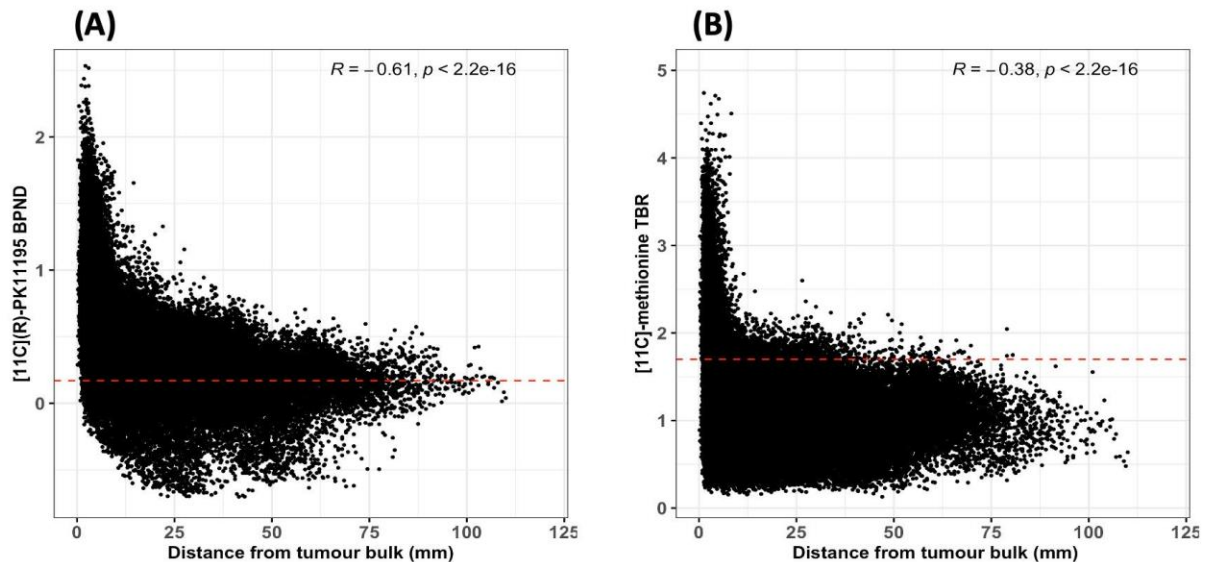 (A)
R = −0.61, p < 2.2e-16
[11C](R)-PK11195 BPND
2
1
0
0
25
50
75
100
125
Distance from tumour bulk (mm)
(B)
R = −0.38, p < 2.2e-16
[11C]-methionine TBR
5
4
3
2
1
0
0
25
50
75
100
125
Distance from tumour bulk (mm)